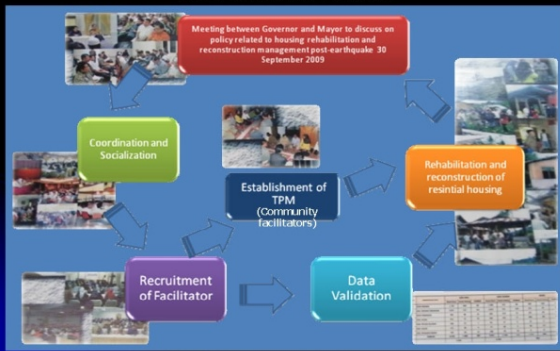 Meeting between Governor and Mayor to discuss on
policy related to housing rehabilitation and
reconstruction management post-earthquake 30
September 2009
Coordination and
Socialization
Establishment of
TPM
(Community
facilitators)
Rehabilitation and
reconstruction of
resintial housing
Recruitment
of Facilitator
Data
Validation